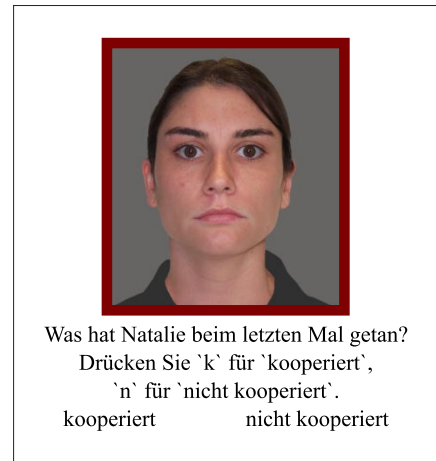 Was hat Natalie beim letzten Mal getan?
Drücken Sie `k` für `kooperiert`,
`n` für `nicht kooperiert`.
kooperiert nicht kooperiert